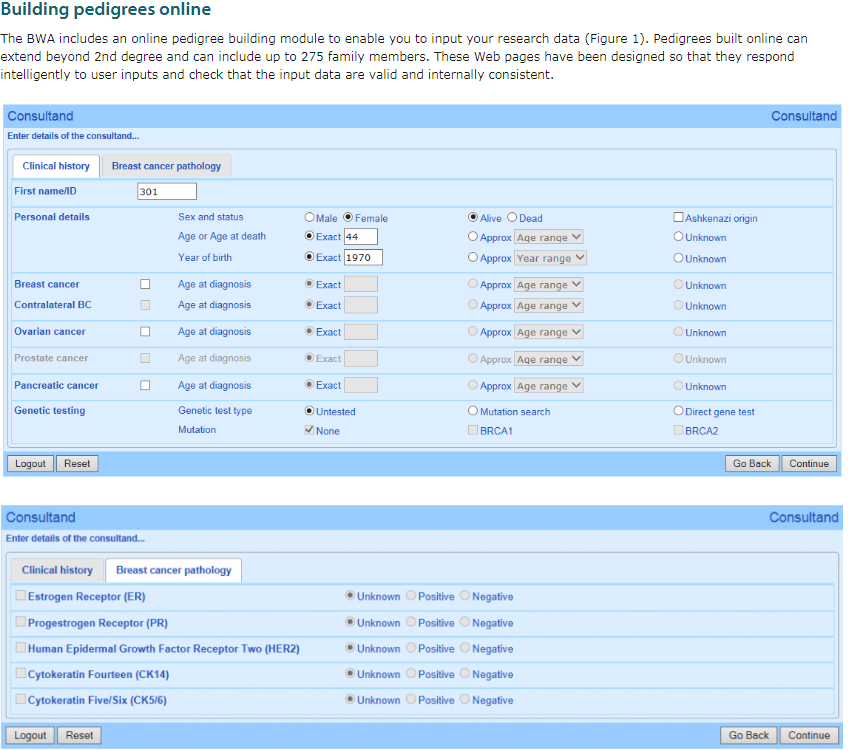 Building pedigrees online
The BWA includes an online pedigree building module to enable you to input your research data (Figure 1). Pedigrees built online can
extend beyond 2nd degree and can include up to 275 family members. These Web pages have been designed so that they respond
intelligently to user inputs and check that the input data are valid and internally consistent.
Consultand Consultand
Enter details of the consultand...
Clinical history Breast cancer pathology
First name/ID 301
Personal details Sex and status Male Female Alive Dead Ashkenazi origin
Age or Age at death Exact 44 Approx Age range Unknown
Year of birth Exact 1970 Approx Year range Unknown
Breast cancer Age at diagnosis Exact Approx Age range Unknown
Contralateral BC Age at diagnosis Exact Approx Age range Unknown
Ovarian cancer Age at diagnosis Exact Approx Age range Unknown
Prostate cancer Age at diagnosis Exact Approx Age range Unknown
Pancreatic cancer Age at diagnosis Exact Approx Age range Unknown
Genetic testing Genetic test type Untested Mutation search Direct gene test
Mutation None BRCA1 BRCA2
Logout Reset Go Back Continue
Consultand Consultand
Enter details of the consultand...
Clinical history Breast cancer pathology
Estrogen Receptor (ER) Unknown Positive Negative
Progestrogen Receptor (PR) Unknown Positive Negative
Human Epidermal Growth Factor Receptor Two (HER2) Unknown Positive Negative
Cytokeratin Fourteen (CK14) Unknown Positive Negative
Cytokeratin Five/Six (CK5/6) Unknown Positive Negative
Logout Reset Go Back Continue